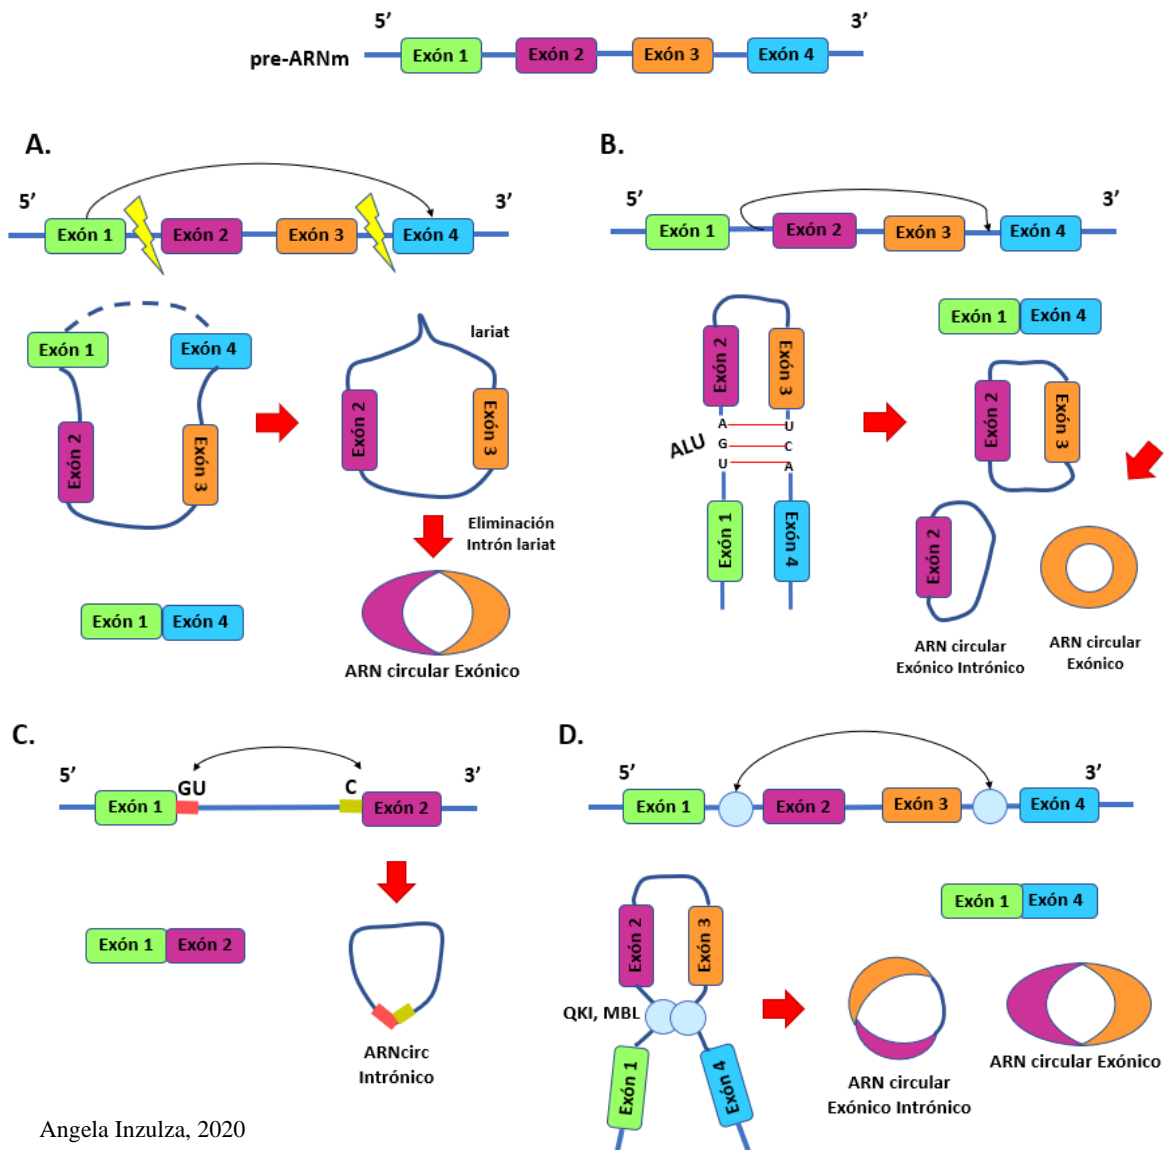 5’ 3’
pre-ARNm Exón 1 Exón 2 Exón 3 Exón 4
A.
5’ 3’
Exón 1 Exón 2 Exón 3 Exón 4
Exón 1 Exón 4
Exón 2 Exón 3
lariat
Exón 2 Exón 3
Eliminación
Intrón lariat
Exón 1 Exón 4
ARN circular Exónico
B.
5’ 3’
Exón 1 Exón 2 Exón 3 Exón 4
Exón 2 Exón 3
ALU
A U
G C
U A
Exón 1 Exón 4
Exón 1 Exón 4
Exón 2 Exón 3
Exón 2
ARN circular
Exónico Intrónico
ARN circular
Exónico
C.
5’ 3’
GU C
Exón 1 Exón 2
Exón 1 Exón 2
ARNcirc
Intrónico
D.
5’ 3’
Exón 1 Exón 2 Exón 3 Exón 4
Exón 2 Exón 3
QKI, MBL
Exón 1 Exón 4
Exón 1 Exón 4
ARN circular
Exónico Intrónico
ARN circular Exónico
Angela Inzulza, 2020